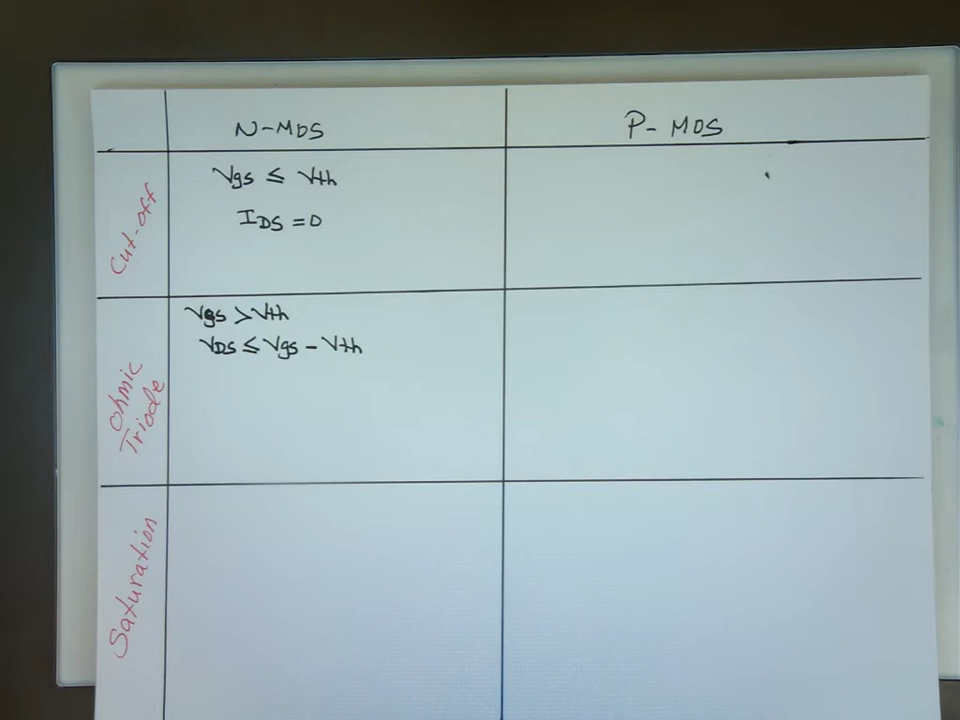 N-MOS
P-MOS
Cut-off
Vgs ≤ Vth
IDS = 0
Ohmic
Triode
Vgs > Vth
VDS ≤ Vgs - Vth
Saturation